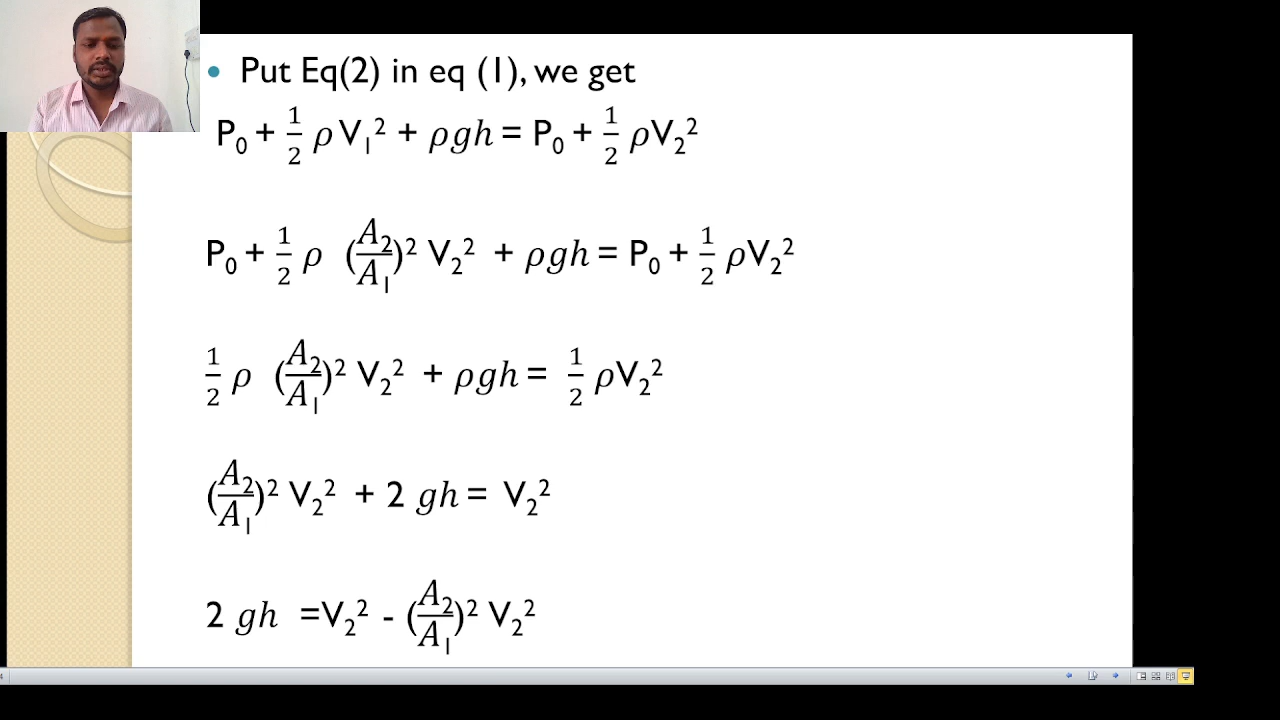 • Put Eq(2) in eq (1), we get
P₀ + 1/2 ρ V₁² + ρgh = P₀ + 1/2 ρV₂²
P₀ + 1/2 ρ (A₂/A₁)² V₂² + ρgh = P₀ + 1/2 ρV₂²
1/2 ρ (A₂/A₁)² V₂² + ρgh = 1/2 ρV₂²
(A₂/A₁)² V₂² + 2 gh = V₂²
2 gh =V₂² - (A₂/A₁)² V₂²